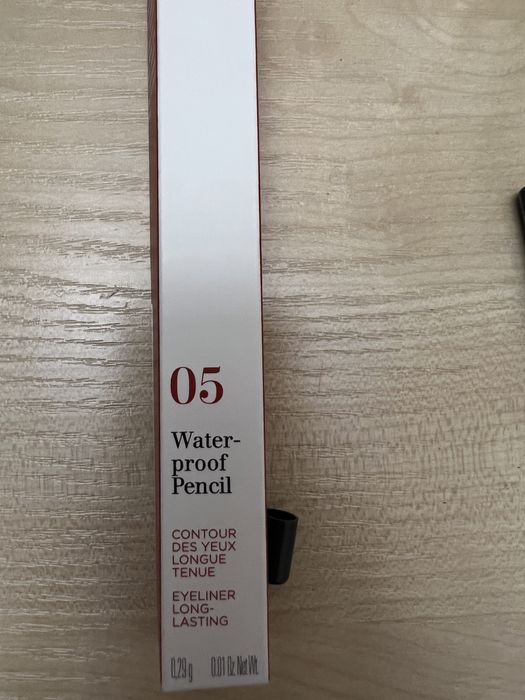 05
Water-
proof
Pencil
CONTOUR
DES YEUX
LONGUE
TENUE
EYELINER
LONG-
LASTING
0,29 g 0.01 Oz. Net Wt.